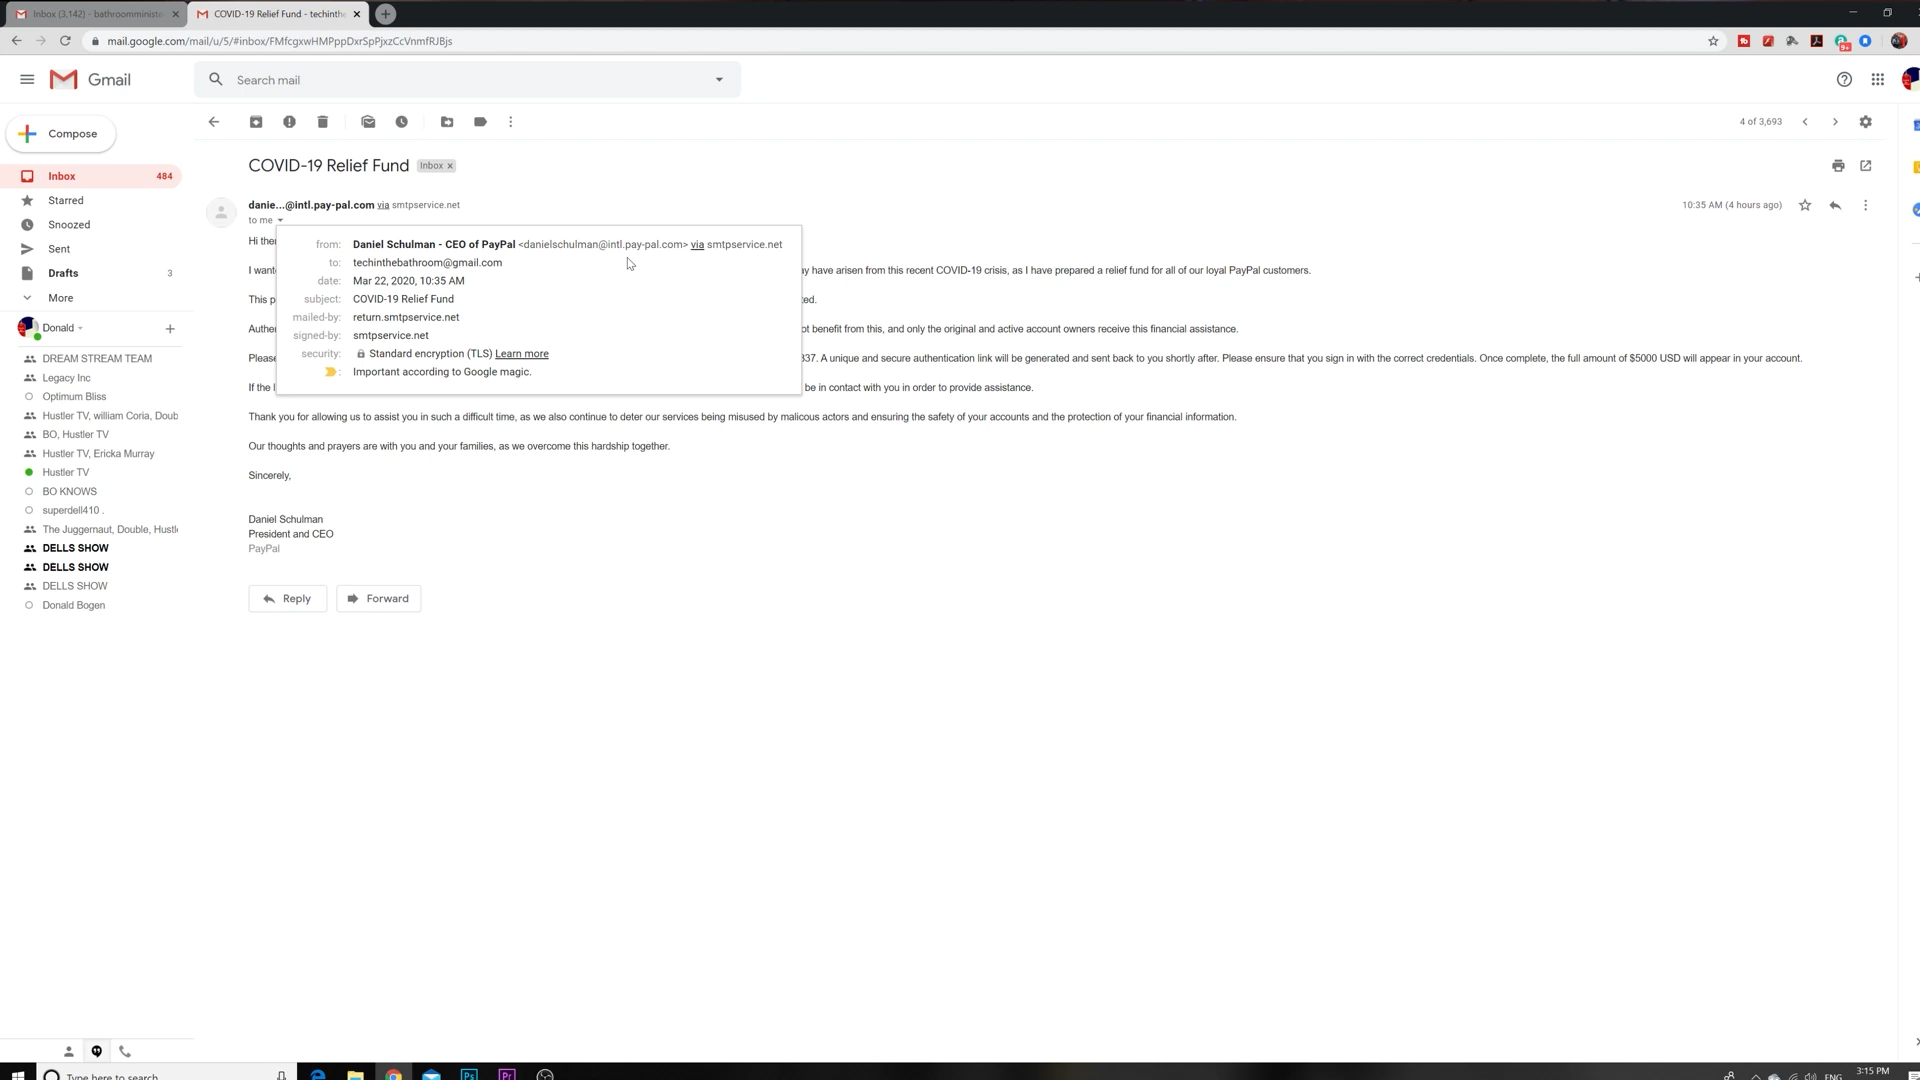 Inbox (3,142) - bathroomministe
COVID-19 Relief Fund - techinthe
mail.google.com/mail/u/5/#inbox/FMfcgxwHMPppDxrSpPjxzCcVnmfRJBjs
9+
Gmail
Search mail
Compose
4 of 3,693
COVID-19 Relief Fund
Inbox x
Inbox 484
Starred
Snoozed
Sent
Drafts 3
More
Donald
DREAM STREAM TEAM
Legacy Inc
Optimum Bliss
Hustler TV, william Coria, Doub
BO, Hustler TV
Hustler TV, Ericka Murray
Hustler TV
BO KNOWS
superdell410 .
The Juggernaut, Double, Hustle
DELLS SHOW
DELLS SHOW
DELLS SHOW
Donald Bogen
danie...@intl.pay-pal.com via smtpservice.net
10:35 AM (4 hours ago)
to me
Hi ther
from: Daniel Schulman - CEO of PayPal <danielschulman@intl.pay-pal.com> via smtpservice.net
to: techinthebathroom@gmail.com
date: Mar 22, 2020, 10:35 AM
subject: COVID-19 Relief Fund
mailed-by: return.smtpservice.net
signed-by: smtpservice.net
security: Standard encryption (TLS) Learn more
: Important according to Google magic.
I want y have arisen from this recent COVID-19 crisis, as I have prepared a relief fund for all of our loyal PayPal customers.
This p ed.
Authen ot benefit from this, and only the original and active account owners receive this financial assistance.
Please 337. A unique and secure authentication link will be generated and sent back to you shortly after. Please ensure that you sign in with the correct credentials. Once complete, the full amount of $5000 USD will appear in your account.
If the l be in contact with you in order to provide assistance.
Thank you for allowing us to assist you in such a difficult time, as we also continue to deter our services being misused by malicous actors and ensuring the safety of your accounts and the protection of your financial information.
Our thoughts and prayers are with you and your families, as we overcome this hardship together.
Sincerely,
Daniel Schulman
President and CEO
PayPal
Reply
Forward
Type here to search
Ps
Pr
ENG
3:15 PM